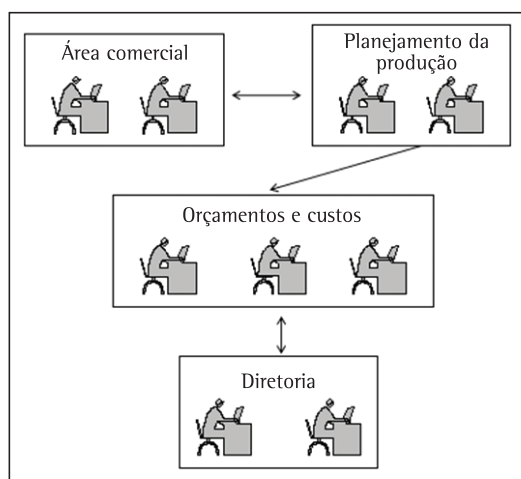 Área comercial
Planejamento da
produção
Orçamentos e custos
Diretoria